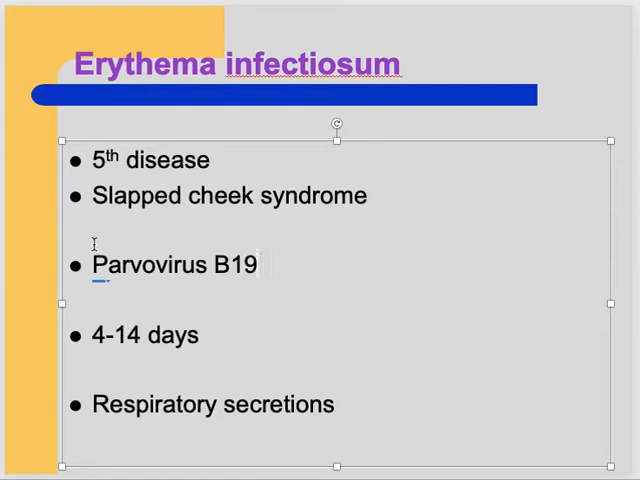 Erythema infectiosum
● 5th disease
● Slapped cheek syndrome
● Parvovirus B19
● 4-14 days
● Respiratory secretions